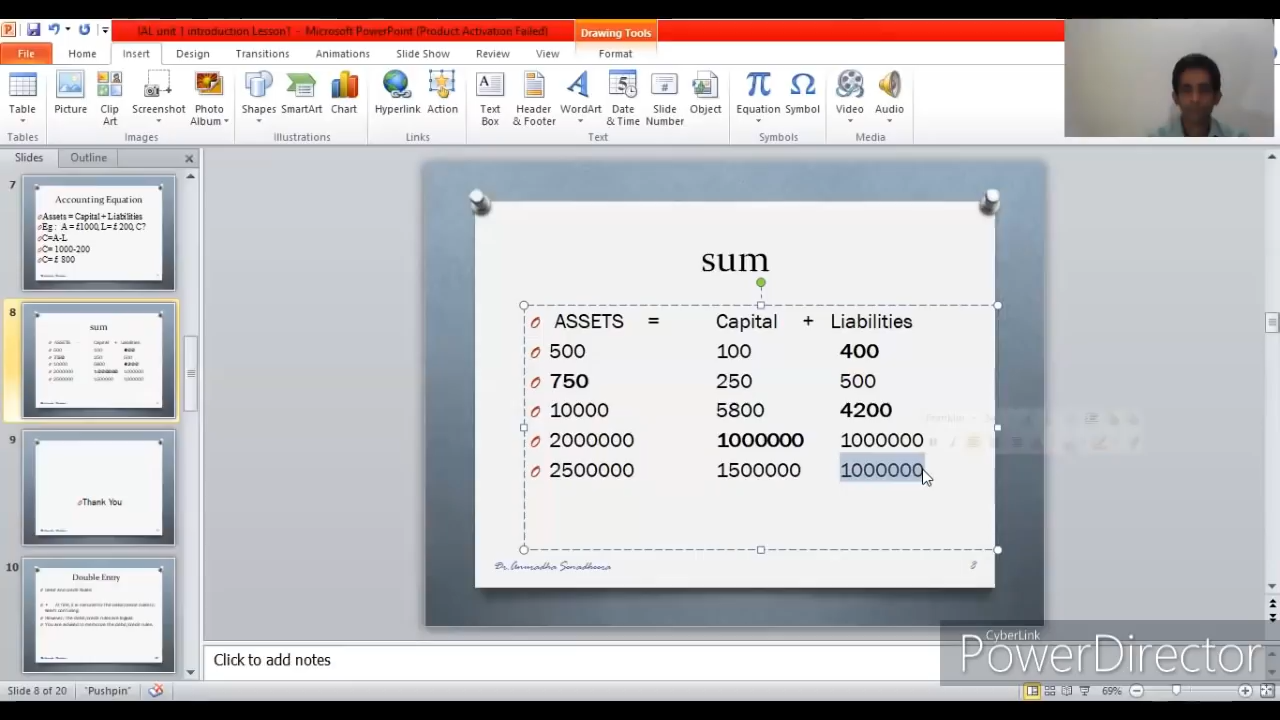 IAL unit 1 introduction Lesson1 - Microsoft PowerPoint (Product Activation Failed)
Drawing Tools
File Home Insert Design Transitions Animations Slide Show Review View Format
Table Picture Clip Art Screenshot Photo Album Shapes SmartArt Chart Hyperlink Action Text Box Header & Footer WordArt Date & Time Slide Number Object Equation Symbol Video Audio
Tables Images Illustrations Links Text Symbols Media
Slides Outline
7
Accounting Equation
Assets = Capital + Liabilities
Eg : A = £1000, L= £ 200, C?
C=A-L
C= 1000-200
C= £ 800
8
sum
9
Thank You
10
Double Entry
sum
ASSETS = Capital + Liabilities
500 100 400
750 250 500
10000 5800 4200
2000000 1000000 1000000
2500000 1500000 1000000
8
Click to add notes
CyberLink
PowerDirector
Slide 8 of 20 "Pushpin" 69%